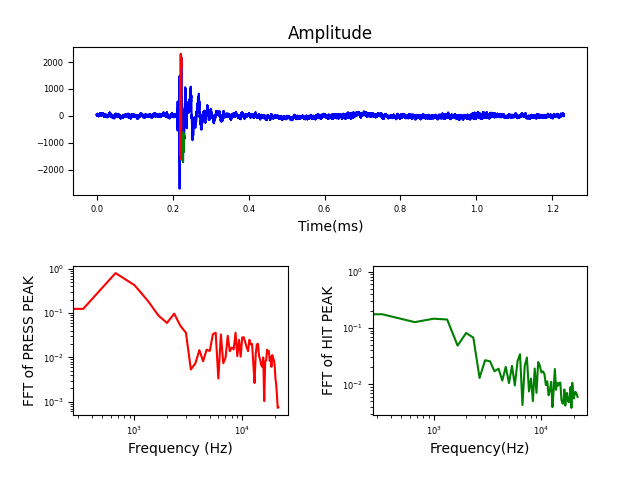 Amplitude
2000
1000
0
−1000
−2000
0.0 0.2 0.4 0.6 0.8 1.0 1.2
Time(ms)
FFT of PRESS PEAK
10⁰
10⁻¹
10⁻²
10⁻³
10³ 10⁴
Frequency (Hz)
FFT of HIT PEAK
10⁰
10⁻¹
10⁻²
10³ 10⁴
Frequency(Hz)